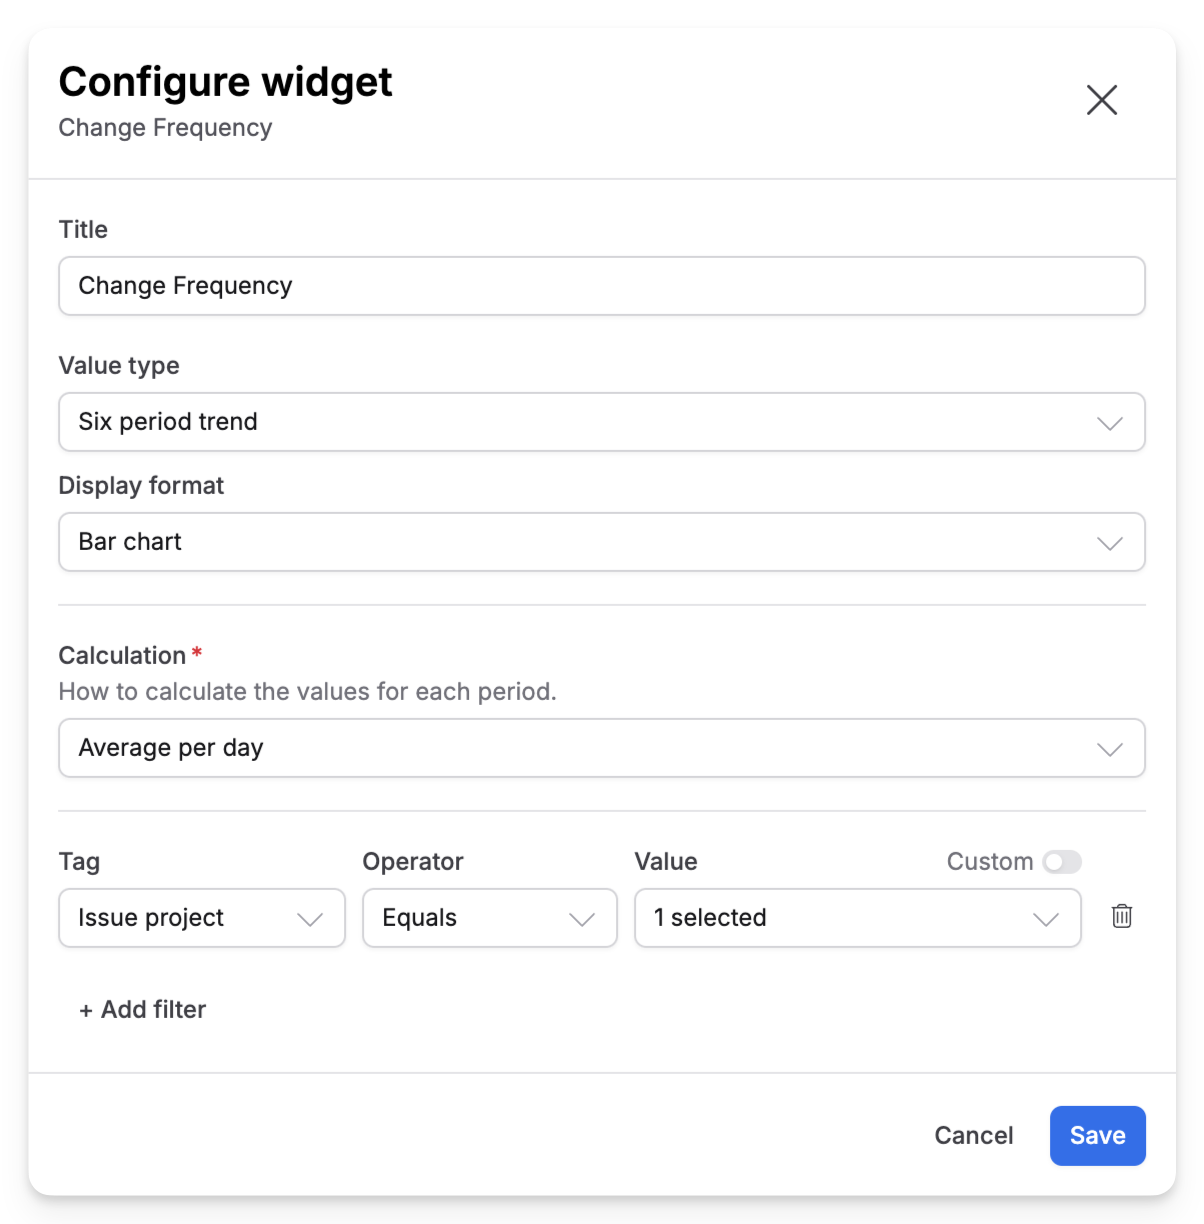 Configure widget
Change Frequency
Title
Change Frequency
Value type
Six period trend
Display format
Bar chart
Calculation *
How to calculate the values for each period.
Average per day
Tag Operator Value Custom
Issue project Equals 1 selected
+ Add filter
Cancel Save